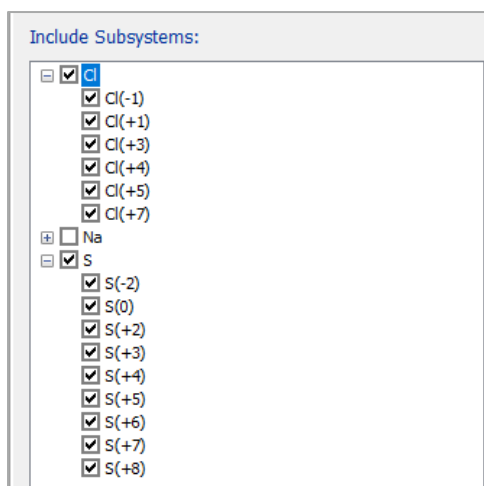 Include Subsystems:
Cl
Cl(-1)
Cl(+1)
Cl(+3)
Cl(+4)
Cl(+5)
Cl(+7)
Na
S
S(-2)
S(0)
S(+2)
S(+3)
S(+4)
S(+5)
S(+6)
S(+7)
S(+8)